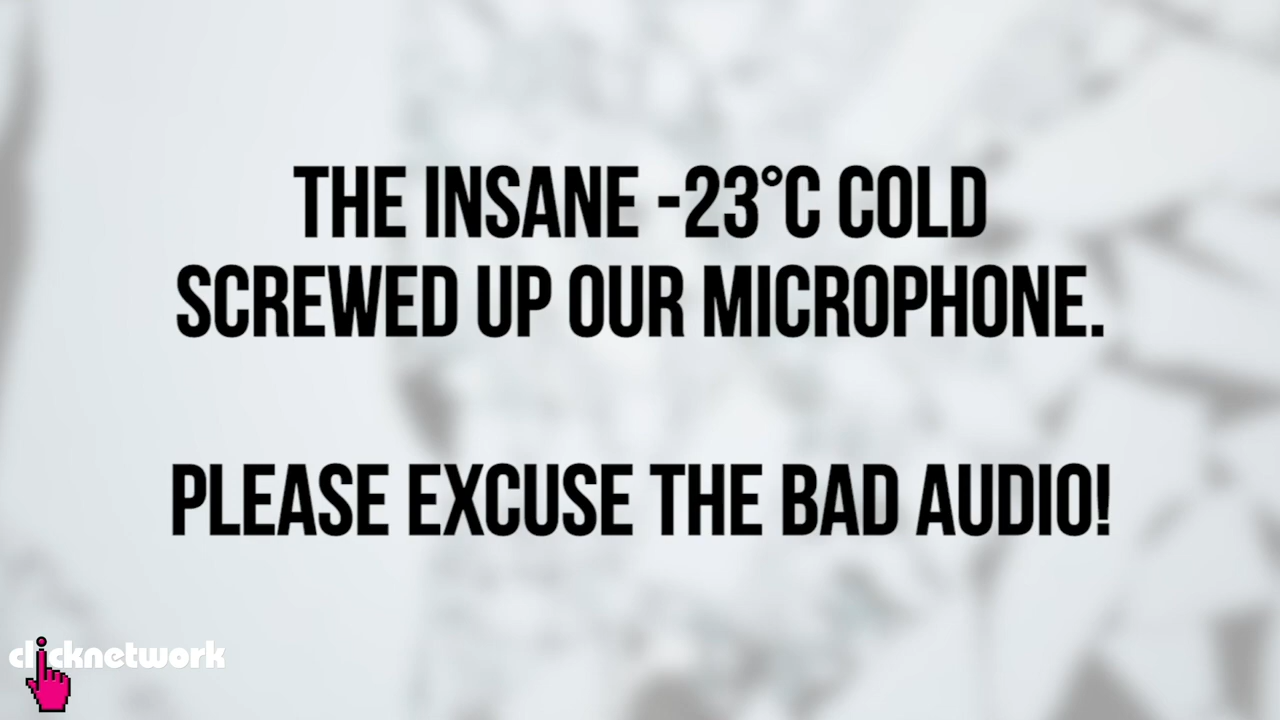 THE INSANE -23°C COLD
SCREWED UP OUR MICROPHONE.
PLEASE EXCUSE THE BAD AUDIO!
clicknetwork